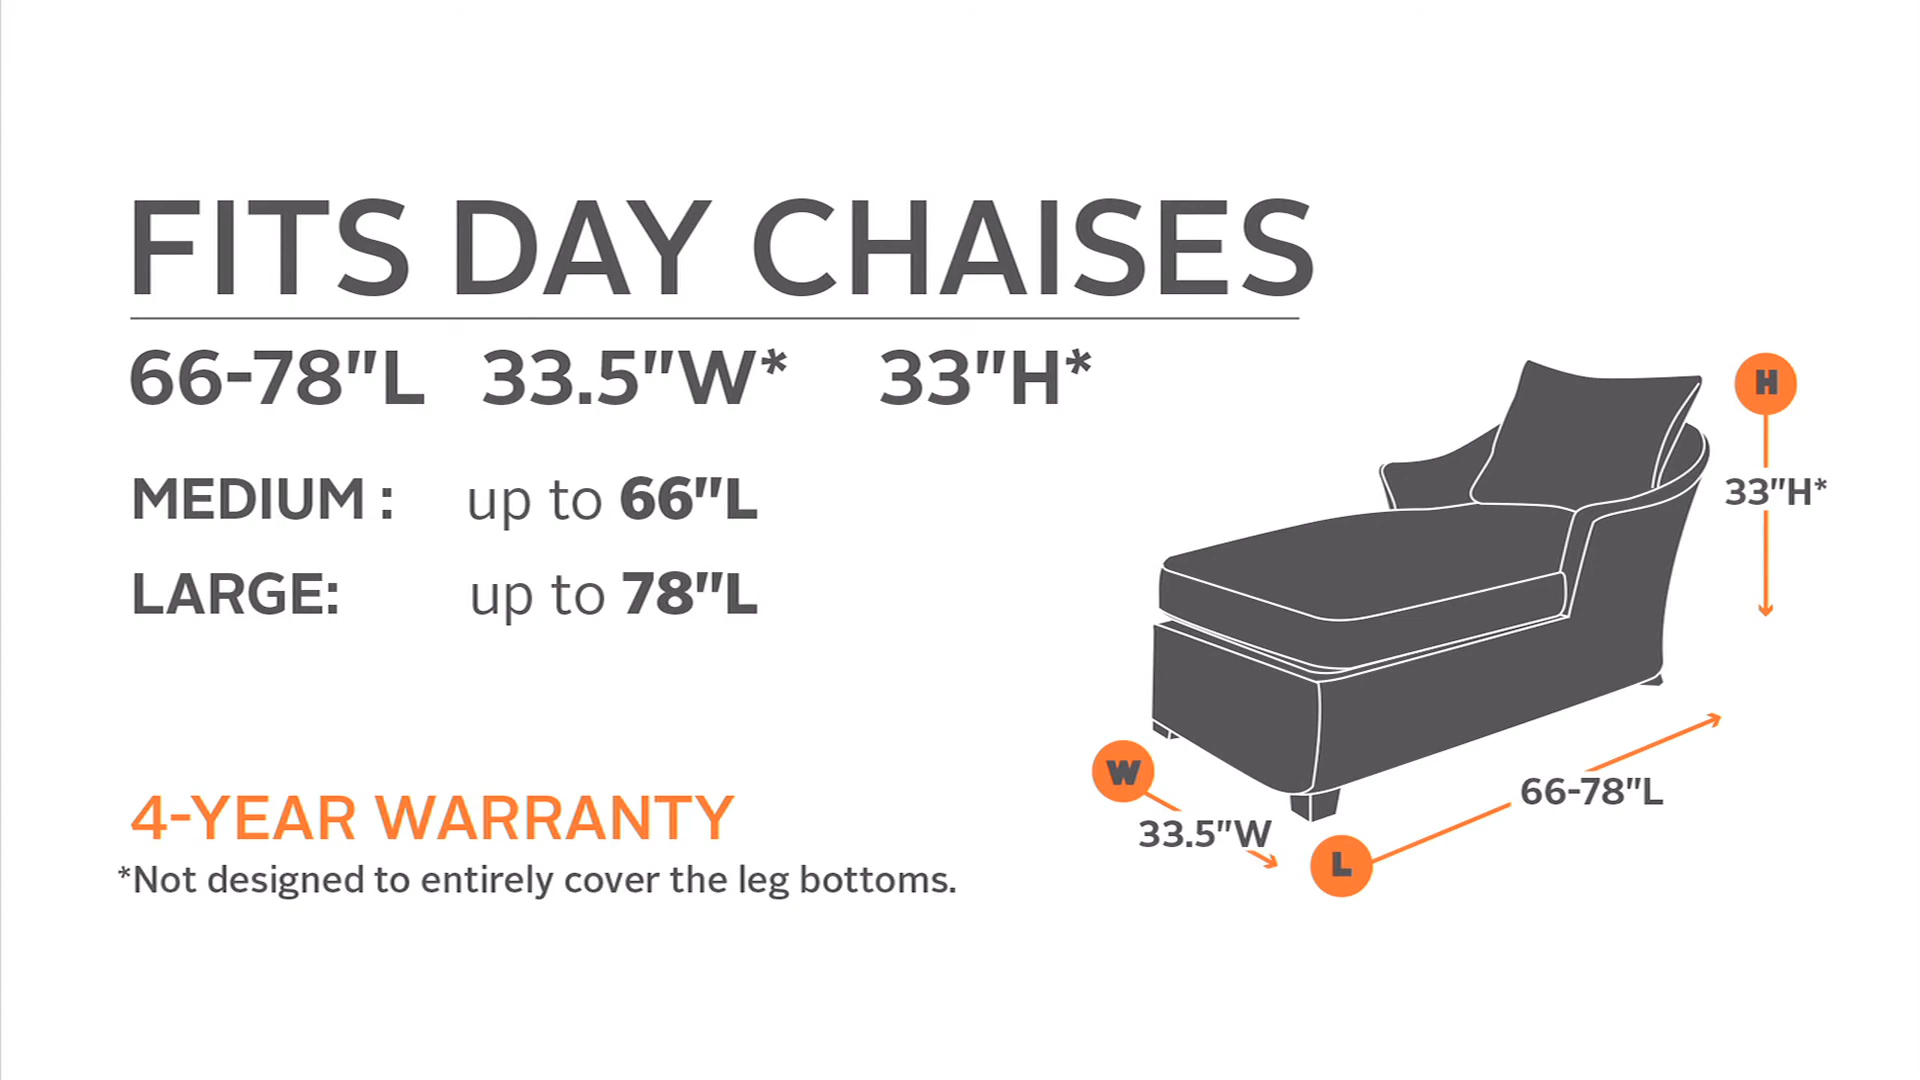 FITS DAY CHAISES
66-78"L 33.5"W* 33"H*
MEDIUM : up to 66"L
LARGE: up to 78"L
4-YEAR WARRANTY
*Not designed to entirely cover the leg bottoms.
H
33"H*
W
33.5"W
L
66-78"L